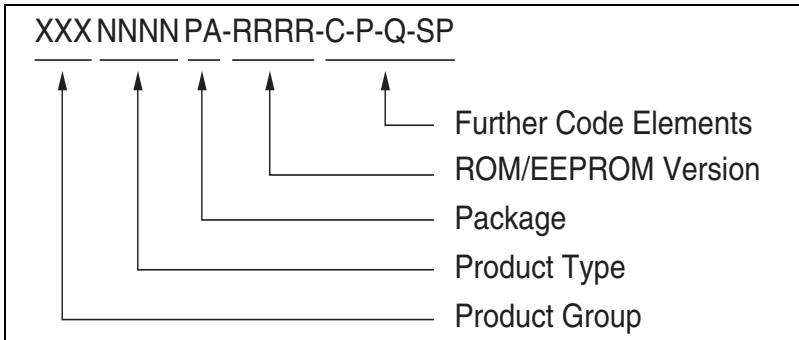 XXX NNNN PA-RRRR-C-P-Q-SP
Further Code Elements
ROM/EEPROM Version
Package
Product Type
Product Group